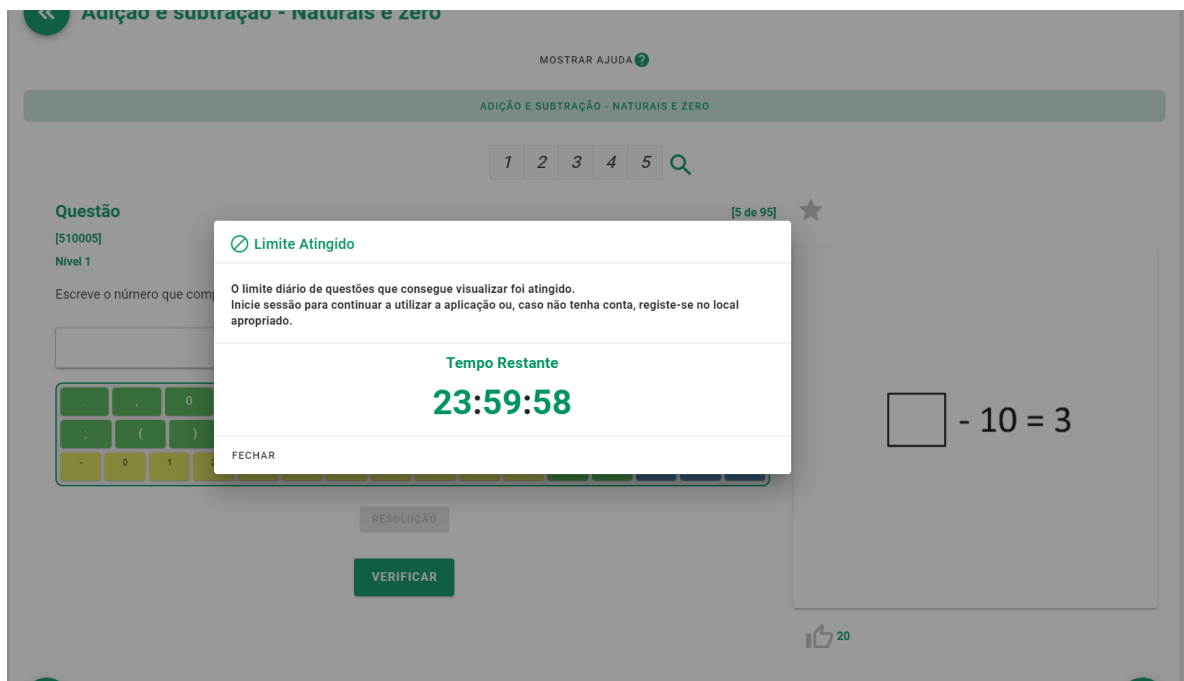 Adição e subtração - Naturais e zero
MOSTRAR AJUDA
ADIÇÃO E SUBTRAÇÃO - NATURAIS E ZERO
1 2 3 4 5
Questão
[5 de 95]
[510005]
Nível 1
Escreve o número que
Limite Atingido
O limite diário de questões que consegue visualizar foi atingido.
Inicie sessão para continuar a utilizar a aplicação ou, caso não tenha conta, registe-se no local
apropriado.
Tempo Restante
23:59:58
FECHAR
. , 0
; ( )
- 0 1 2
- 10 = 3
RESOLUÇÃO
VERIFICAR
20